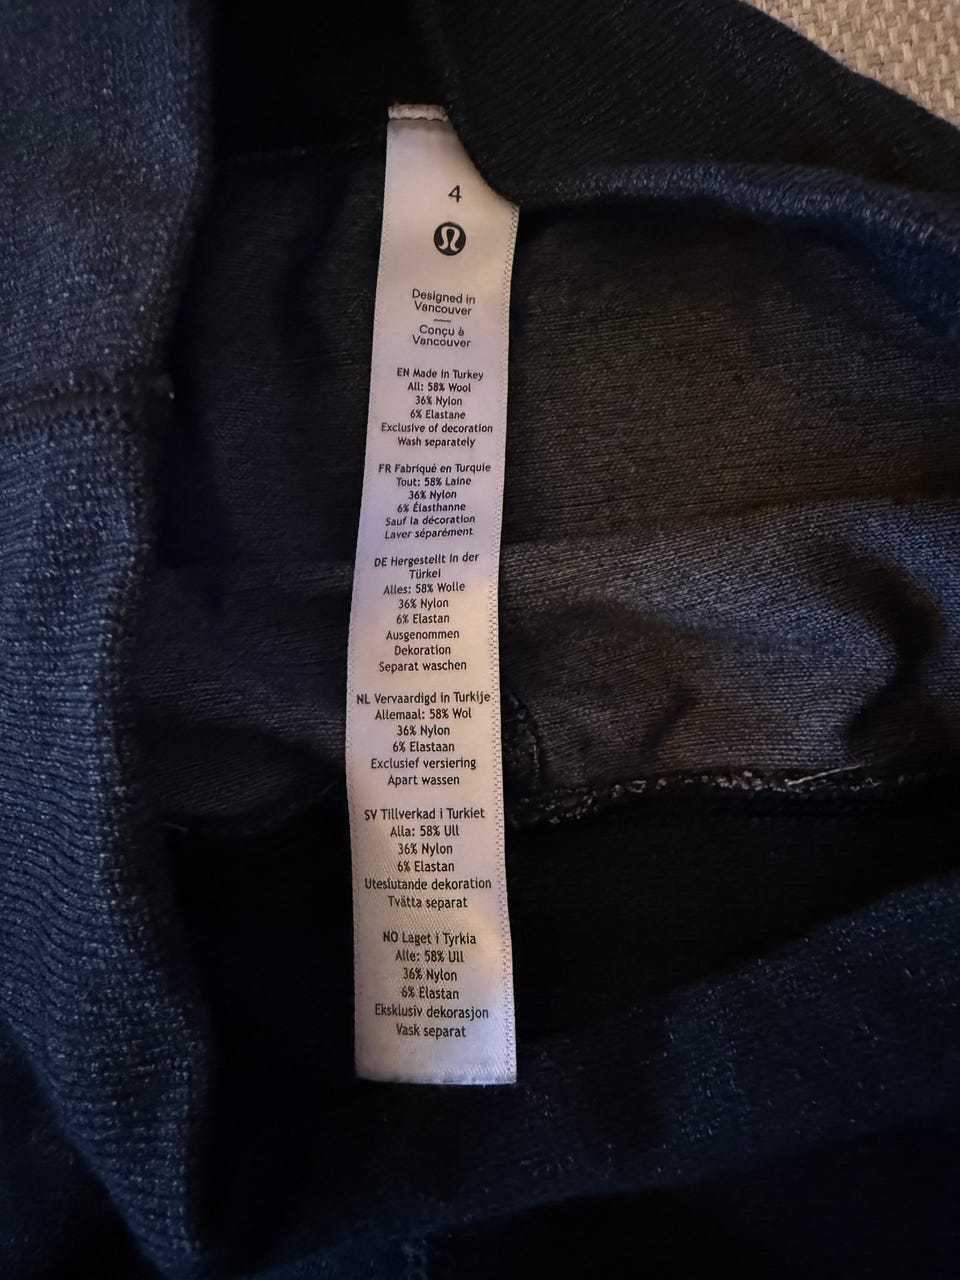 4
Designed in
Vancouver
Conçu à
Vancouver
EN Made in Turkey
All: 58% Wool
36% Nylon
6% Elastane
Exclusive of decoration
Wash separately
FR Fabriqué en Turquie
Tout: 58% Laine
36% Nylon
6% Élasthanne
Sauf la décoration
Laver séparément
DE Hergestellt in der
Türkei
Alles: 58% Wolle
36% Nylon
6% Elastan
Ausgenommen
Dekoration
Separat waschen
NL Vervaardigd in Turkije
Allemaal: 58% Wol
36% Nylon
6% Elastaan
Exclusief versiering
Apart wassen
SV Tillverkad i Turkiet
Alla: 58% Ull
36% Nylon
6% Elastan
Uteslutande dekoration
Tvätta separat
NO Laget i Tyrkia
Alle: 58% Ull
36% Nylon
6% Elastan
Eksklusiv dekorasjon
Vask separat